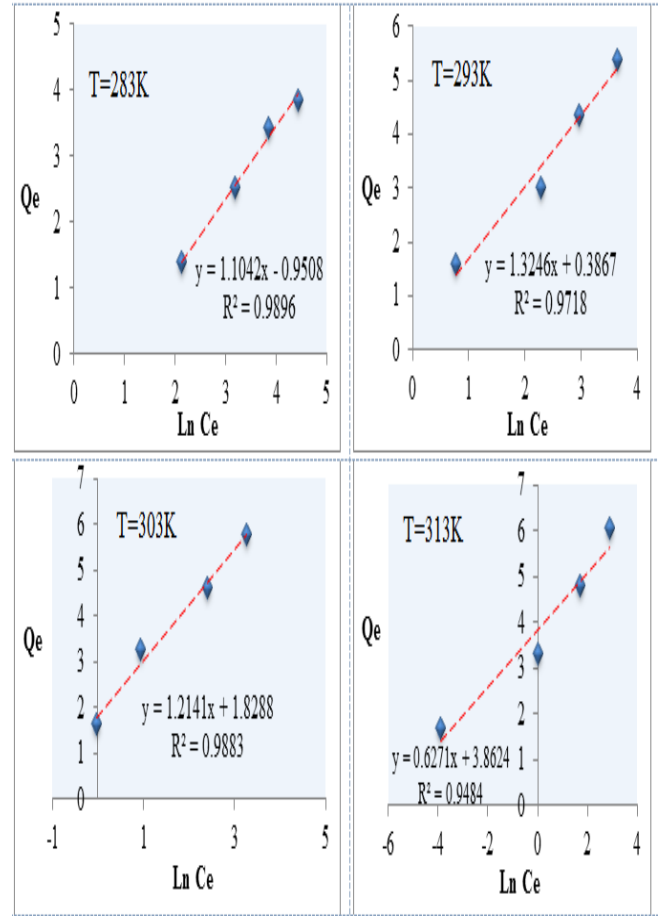 T=283K
Qe
5
4
3
2
1
0
y = 1.1042x - 0.9508
R² = 0.9896
0 1 2 3 4 5
Ln Ce
T=293K
Qe
6
5
4
3
2
1
0
y = 1.3246x + 0.3867
R² = 0.9718
0 1 2 3 4
Ln Ce
T=303K
Qe
7
6
5
4
3
2
1
0
y = 1.2141x + 1.8288
R² = 0.9883
-1 1 3 5
Ln Ce
T=313K
Qe
7
6
5
4
3
2
1
0
y = 0.6271x + 3.8624
R² = 0.9484
-6 -4 -2 0 2 4
Ln Ce